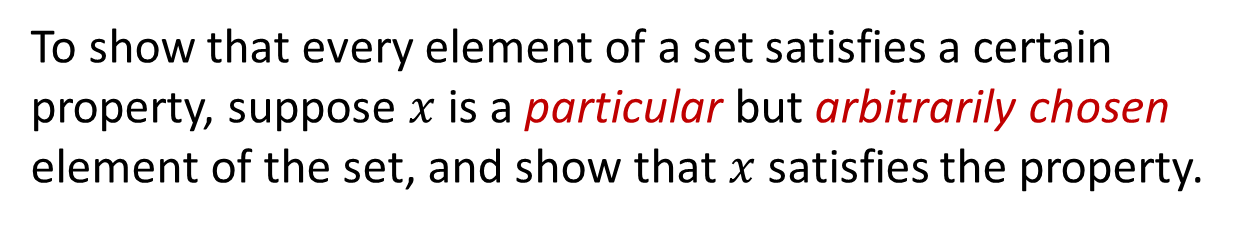 To show that every element of a set satisfies a certain
property, suppose 𝑥 is a particular but arbitrarily chosen
element of the set, and show that 𝑥 satisfies the property.